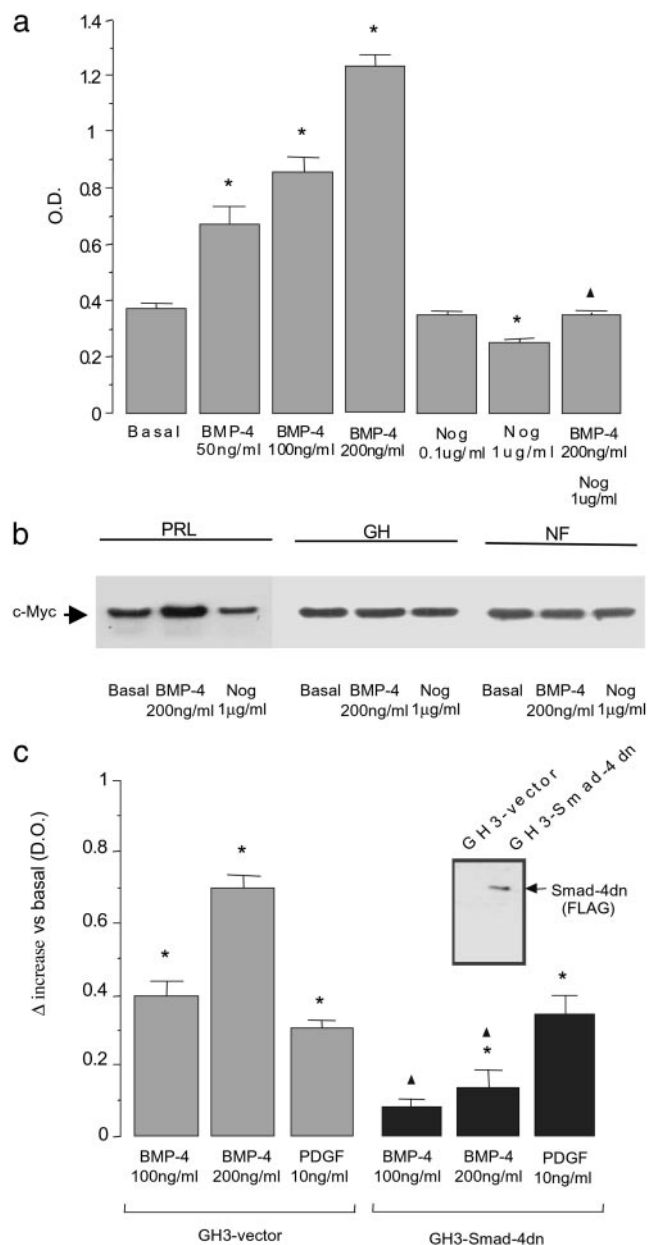 a
1.4
1.2
1
0.8
0.6
0.4
0.2
0
O.D.
* * * * ▲
Basal BMP-4 BMP-4 BMP-4 Nog Nog BMP-4
50ng/ml 100ng/ml 200ng/ml 0.1ug/ml 1ug/ml 200ng/ml
Nog
1ug/ml
b
PRL GH NF
c-Myc
Basal BMP-4 Nog Basal BMP-4 Nog Basal BMP-4 Nog
200ng/ml 1μg/ml 200ng/ml 1μg/ml 200ng/ml 1μg/ml
c
1
0.8
0.6
0.4
0.2
0
Δ increase vs basal (D.O.)
GH3-vector
GH3-Smad-4dn
Smad-4dn
(FLAG)
* * * ▲ ▲ * *
BMP-4 BMP-4 PDGF BMP-4 BMP-4 PDGF
100ng/ml 200ng/ml 10ng/ml 100ng/ml 200ng/ml 10ng/ml
GH3-vector GH3-Smad-4dn